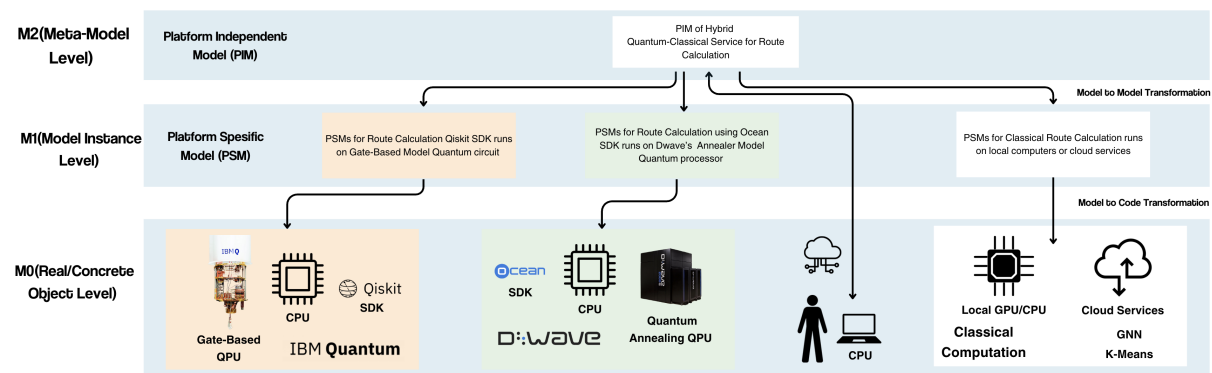 M2(Meta-Model
Level)
Platform Independent
Model (PIM)
PIM of Hybrid
Quantum-Classical Service for Route
Calculation
Model to Model Transformation
M1(Model Instance
Level)
Platform Spesific
Model (PSM)
PSMs for Route Calculation Qiskit SDK runs
on Gate-Based Model Quantum circuit
PSMs for Route Calculation using Ocean
SDK runs on Dwave's Annealer Model
Quantum processor
PSMs for Classical Route Calculation runs
on local computers or cloud services
Model to Code Transformation
M0(Real/Concrete
Object Level)
IBM Q
Gate-Based
QPU
CPU
Qiskit
SDK
IBM Quantum
ocean
SDK
CPU
D:wave
D:wave
Quantum
Annealing QPU
CPU
Local GPU/CPU
Classical
Computation
Cloud Services
GNN
K-Means